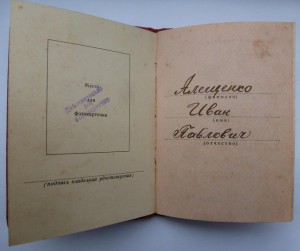 Место
для
фотокарточки
(подпись владельца удостоверения)
Алещенко
(фамилия)
Иван
(имя)
Павлович
(отчество)